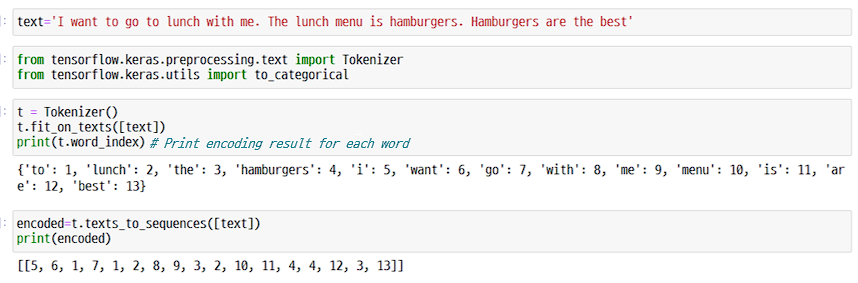 ]: text='I want to go to lunch with me. The lunch menu is hamburgers. Hamburgers are the best'
]: from tensorflow.keras.preprocessing.text import Tokenizer
from tensorflow.keras.utils import to_categorical
]: t = Tokenizer()
t.fit_on_texts([text])
print(t.word_index) # Print encoding result for each word
{'to': 1, 'lunch': 2, 'the': 3, 'hamburgers': 4, 'i': 5, 'want': 6, 'go': 7, 'with': 8, 'me': 9, 'menu': 10, 'is': 11, 'ar
e': 12, 'best': 13}
]: encoded=t.texts_to_sequences([text])
print(encoded)
[[5, 6, 1, 7, 1, 2, 8, 9, 3, 2, 10, 11, 4, 4, 12, 3, 13]]